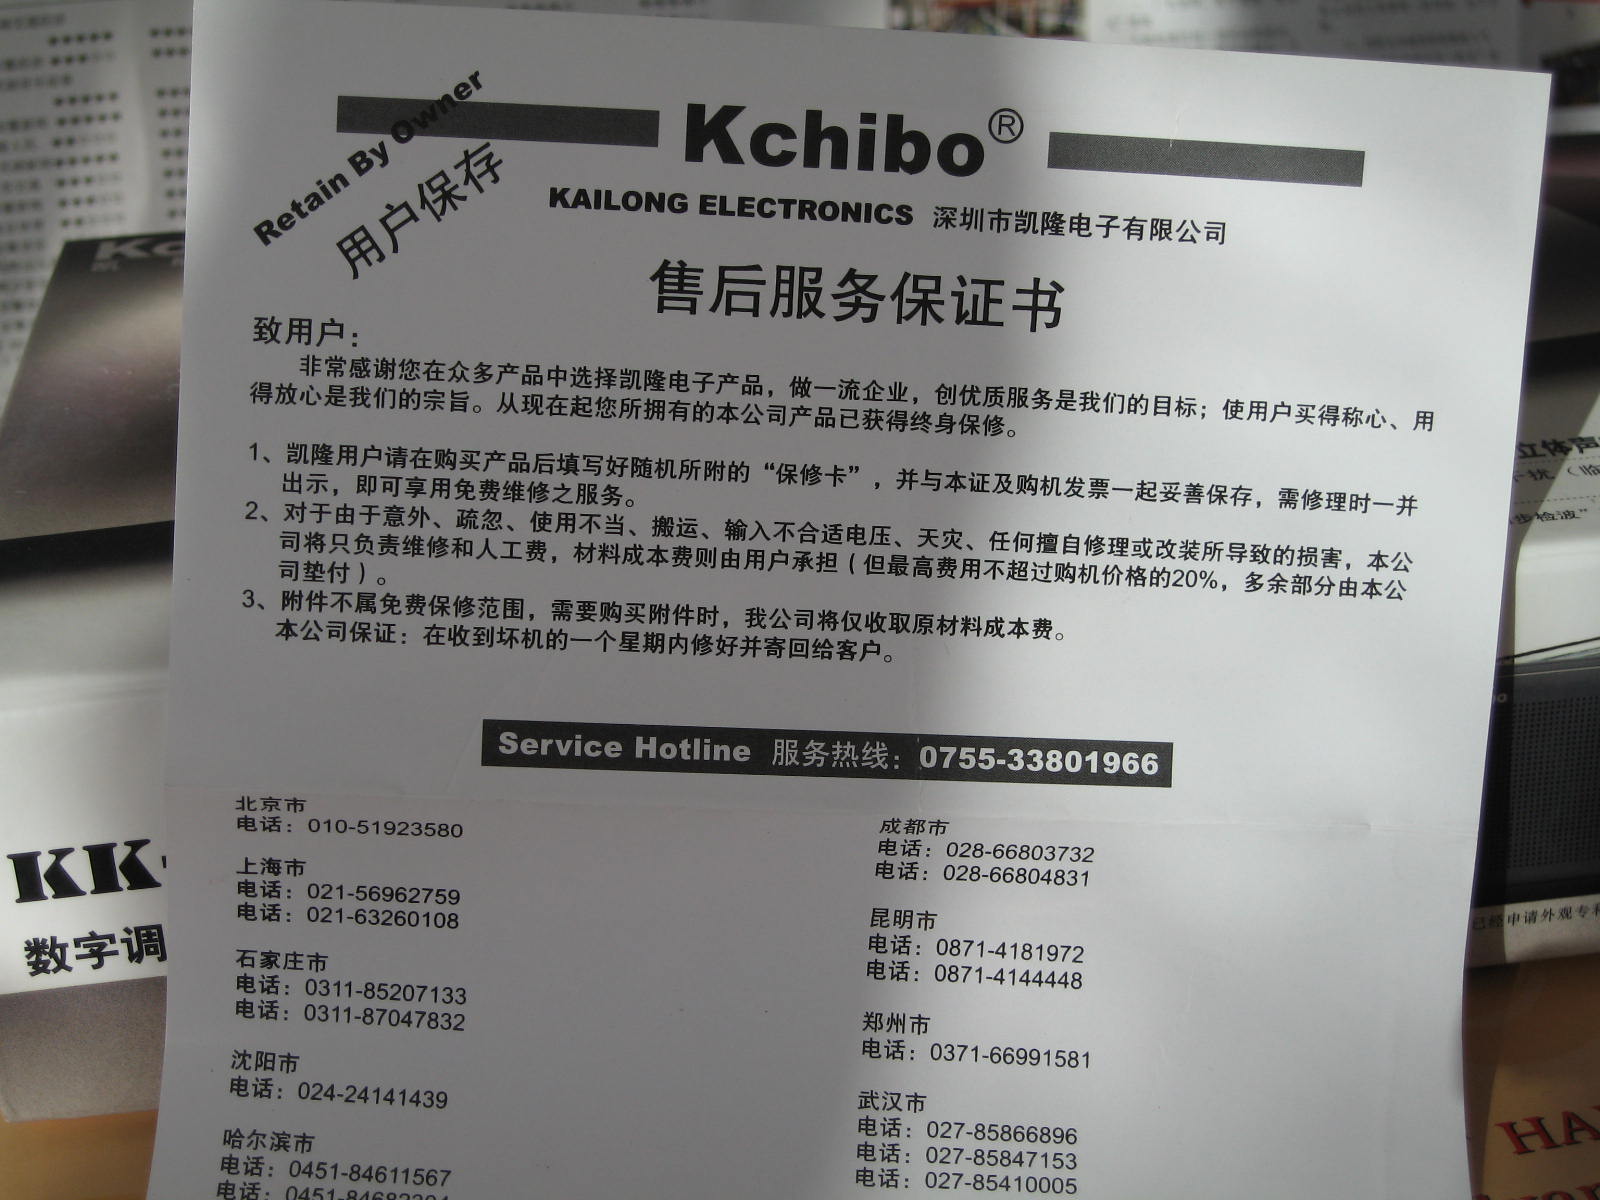 Kchibo®
Retain By Owner
用户保存
KAILONG ELECTRONICS 深圳市凯隆电子有限公司
售后服务保证书
致用户：
非常感谢您在众多产品中选择凯隆电子产品，做一流企业，创优质服务是我们的目标；使用户买得称心、用
得放心是我们的宗旨。从现在起您所拥有的本公司产品已获得终身保修。
1、凯隆用户请在购买产品后填写好随机所附的“保修卡”，并与本证及购机发票一起妥善保存，需修理时一并
出示，即可享用免费维修之服务。
2、对于由于意外、疏忽、使用不当、搬运、输入不合适电压、天灾、任何擅自修理或改装所导致的损害，本公
司将只负责维修和人工费，材料成本费则由用户承担（但最高费用不超过购机价格的20%，多余部分由本公
司垫付）。
3、附件不属免费保修范围，需要购买附件时，我公司将仅收取原材料成本费。
本公司保证：在收到坏机的一个星期内修好并寄回给客户。
Service Hotline 服务热线：0755-33801966
北京市
电话：010-51923580
上海市
电话：021-56962759
电话：021-63260108
石家庄市
电话：0311-85207133
电话：0311-87047832
沈阳市
电话：024-24141439
哈尔滨市
电话：0451-84611567
电话：
成都市
电话：028-66803732
电话：028-66804831
昆明市
电话：0871-4181972
电话：0871-4144448
郑州市
电话：0371-66991581
武汉市
电话：027-85866896
电话：027-85847153
电话：027-85410005
KK-
数字调
立体声
步检波”
已经申请外观专利
HA